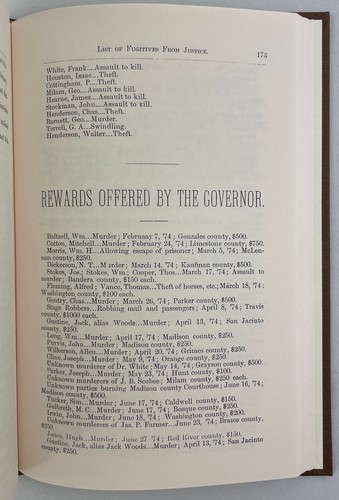 LIST OF FUGITIVES FROM JUSTICE. 173
White, Frank...Assault to kill.
Houston, Isaac...Theft.
Cottingham, P....Theft.
Milam, Geo...Assault to kill.
Hearne, James...Assault to kill.
Stockman, John...Assault to kill.
Henderson, Chas...Theft.
Barnett, Geo...Murder.
Terrell, G. A...Swindling.
Henderson, Walter...Theft.
REWARDS OFFERED BY THE GOVERNOR.
Baltzell, Wm...Murder; February 7, '74; Gonzales county, $500.
Cotton, Mitchell...Murder; February 24, '74; Limestone county, $750.
Morris, Wm. H...Allowing escape of prisoner; March 5, '74; McLen-
nan county, $250.
Dickerson, N. T...Murder; March 14, '74; Kaufman county, $500.
Stokes, Jos.; Stokes, Wm.; Cooper, Thos...March 17, '74; Assault to
murder; Bandera county, $150 each.
Fleming, Alfred; Vance, Thomas...Theft of horses, etc.; March 18, '74;
Washington county, $100 each.
Gentry, Chas...Murder; March 26, '74; Parker county, $500.
Stage Robbers...Robbing mail and passengers; April 8, '74; Travis
county, $1000 each.
Gustine, Jack, alias Woods...Murder; April 13, '74; San Jacinto
county, $250.
Long, Wm...Murder; April 17, '74; Madison county,
Purvis, John...Murder; Madison county, $250.
Wilkerson, Allen...Murder; April 20, '74; Grimes county, $250.
Cline, Joseph...Murder; May 9, '74; Orange county, $250.
Unknown murderer of Dr. White; May 14, '74; Grayson county, $500.
Parker, Joseph...Murder; May 23, '74; Hunt county, $100.
Unknown murderers of J. B. Scobee; Milam county, $250 each.
Unknown parties burning Madison county Courthouse; June 16, '74;
Madison county, $500.
Tucker, Sim...Murder; June 17, '74; Caldwell county, $150.
Gilbreth, M. C...Murder; June 17, '74; Bosque county, $250.
Irwin, John...Murder; June 18, '74; Washington county, $200.
Unknown murderers of Jas. P. Farmer...June 23, '74; Brazos county,
$250.
Jones, Hugh...Murder; June 27, '74; Red River county, $150.
Gustine, Jack, alias Jack Woods...Murder; April 13, '74; San Jacinto
county, $250.